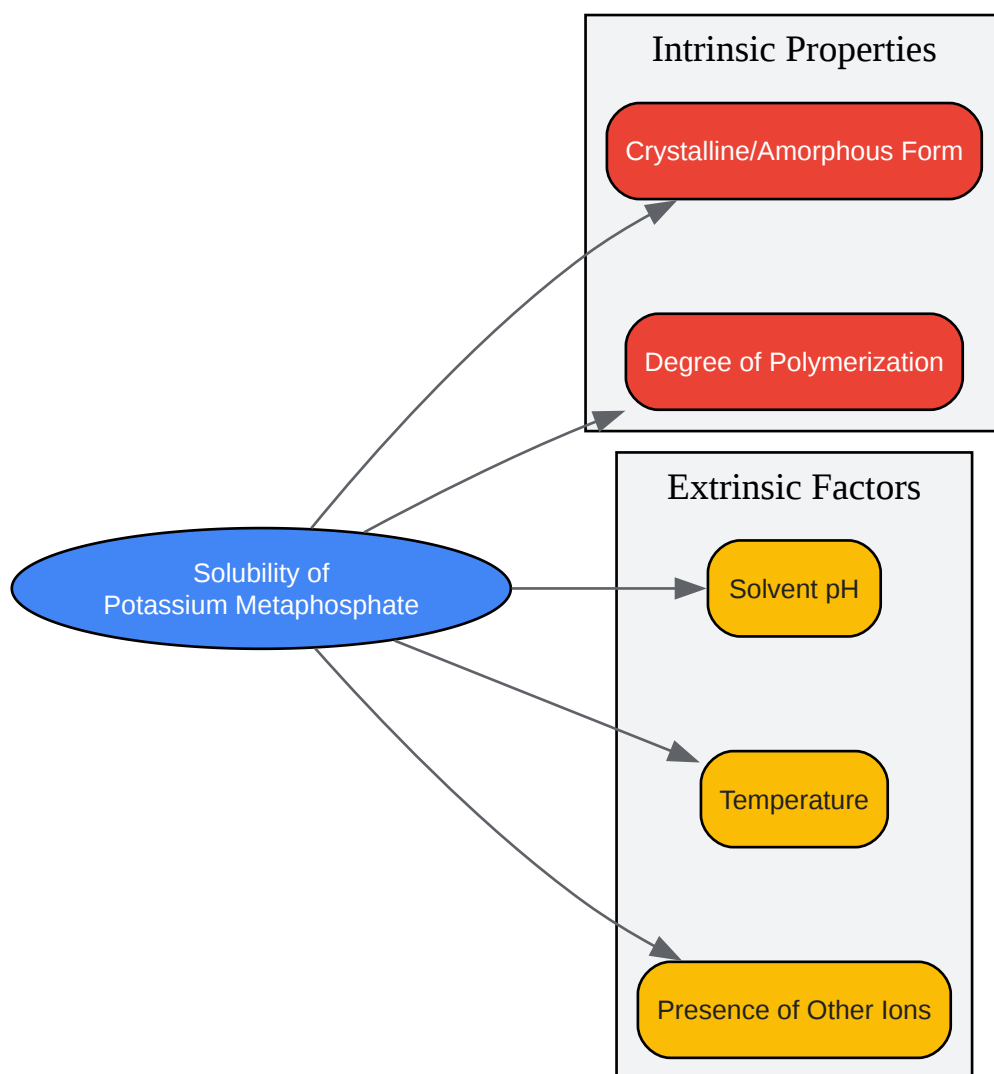 Intrinsic Properties
Crystalline/Amorphous Form
Degree of Polymerization
Extrinsic Factors
Solubility of
Potassium Metaphosphate
Solvent pH
Temperature
Presence of Other Ions